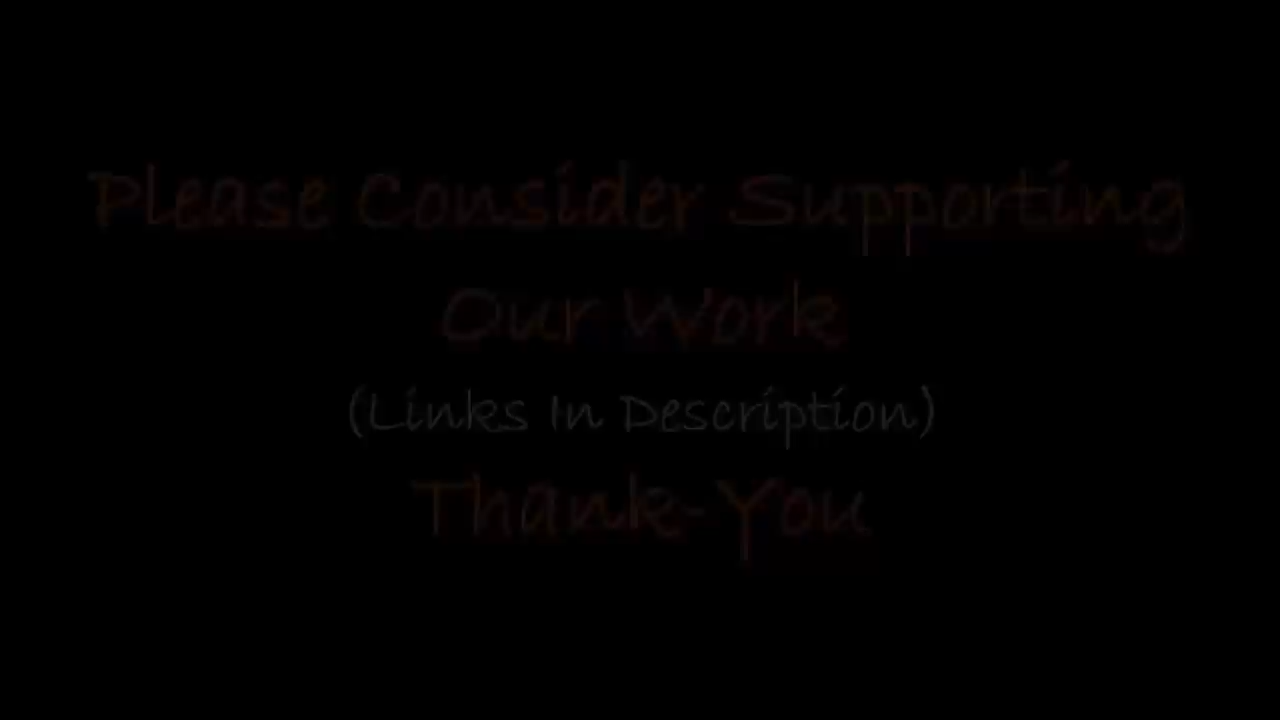 Please Consider Supporting
Our Work
(Links In Description)
Thank-You